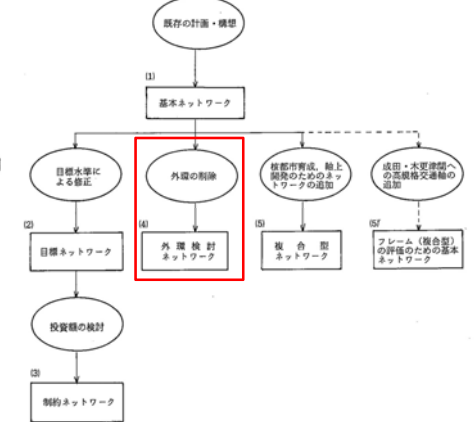 既存の計画・構想
(1)
基本ネットワーク
目標水準に
よる修正
外環の削除
核都市育成、軸上
開発のためのネッ
トワークの追加
成田・木更津間へ
の高規格交通軸の
追加
(2)
目標ネットワーク
(4)
外環検討
ネットワーク
(5)
複合型
ネットワーク
(5)'
フレーム(複合型)
の評価のための基本
ネットワーク
投資額の検討
(3)
制約ネットワーク